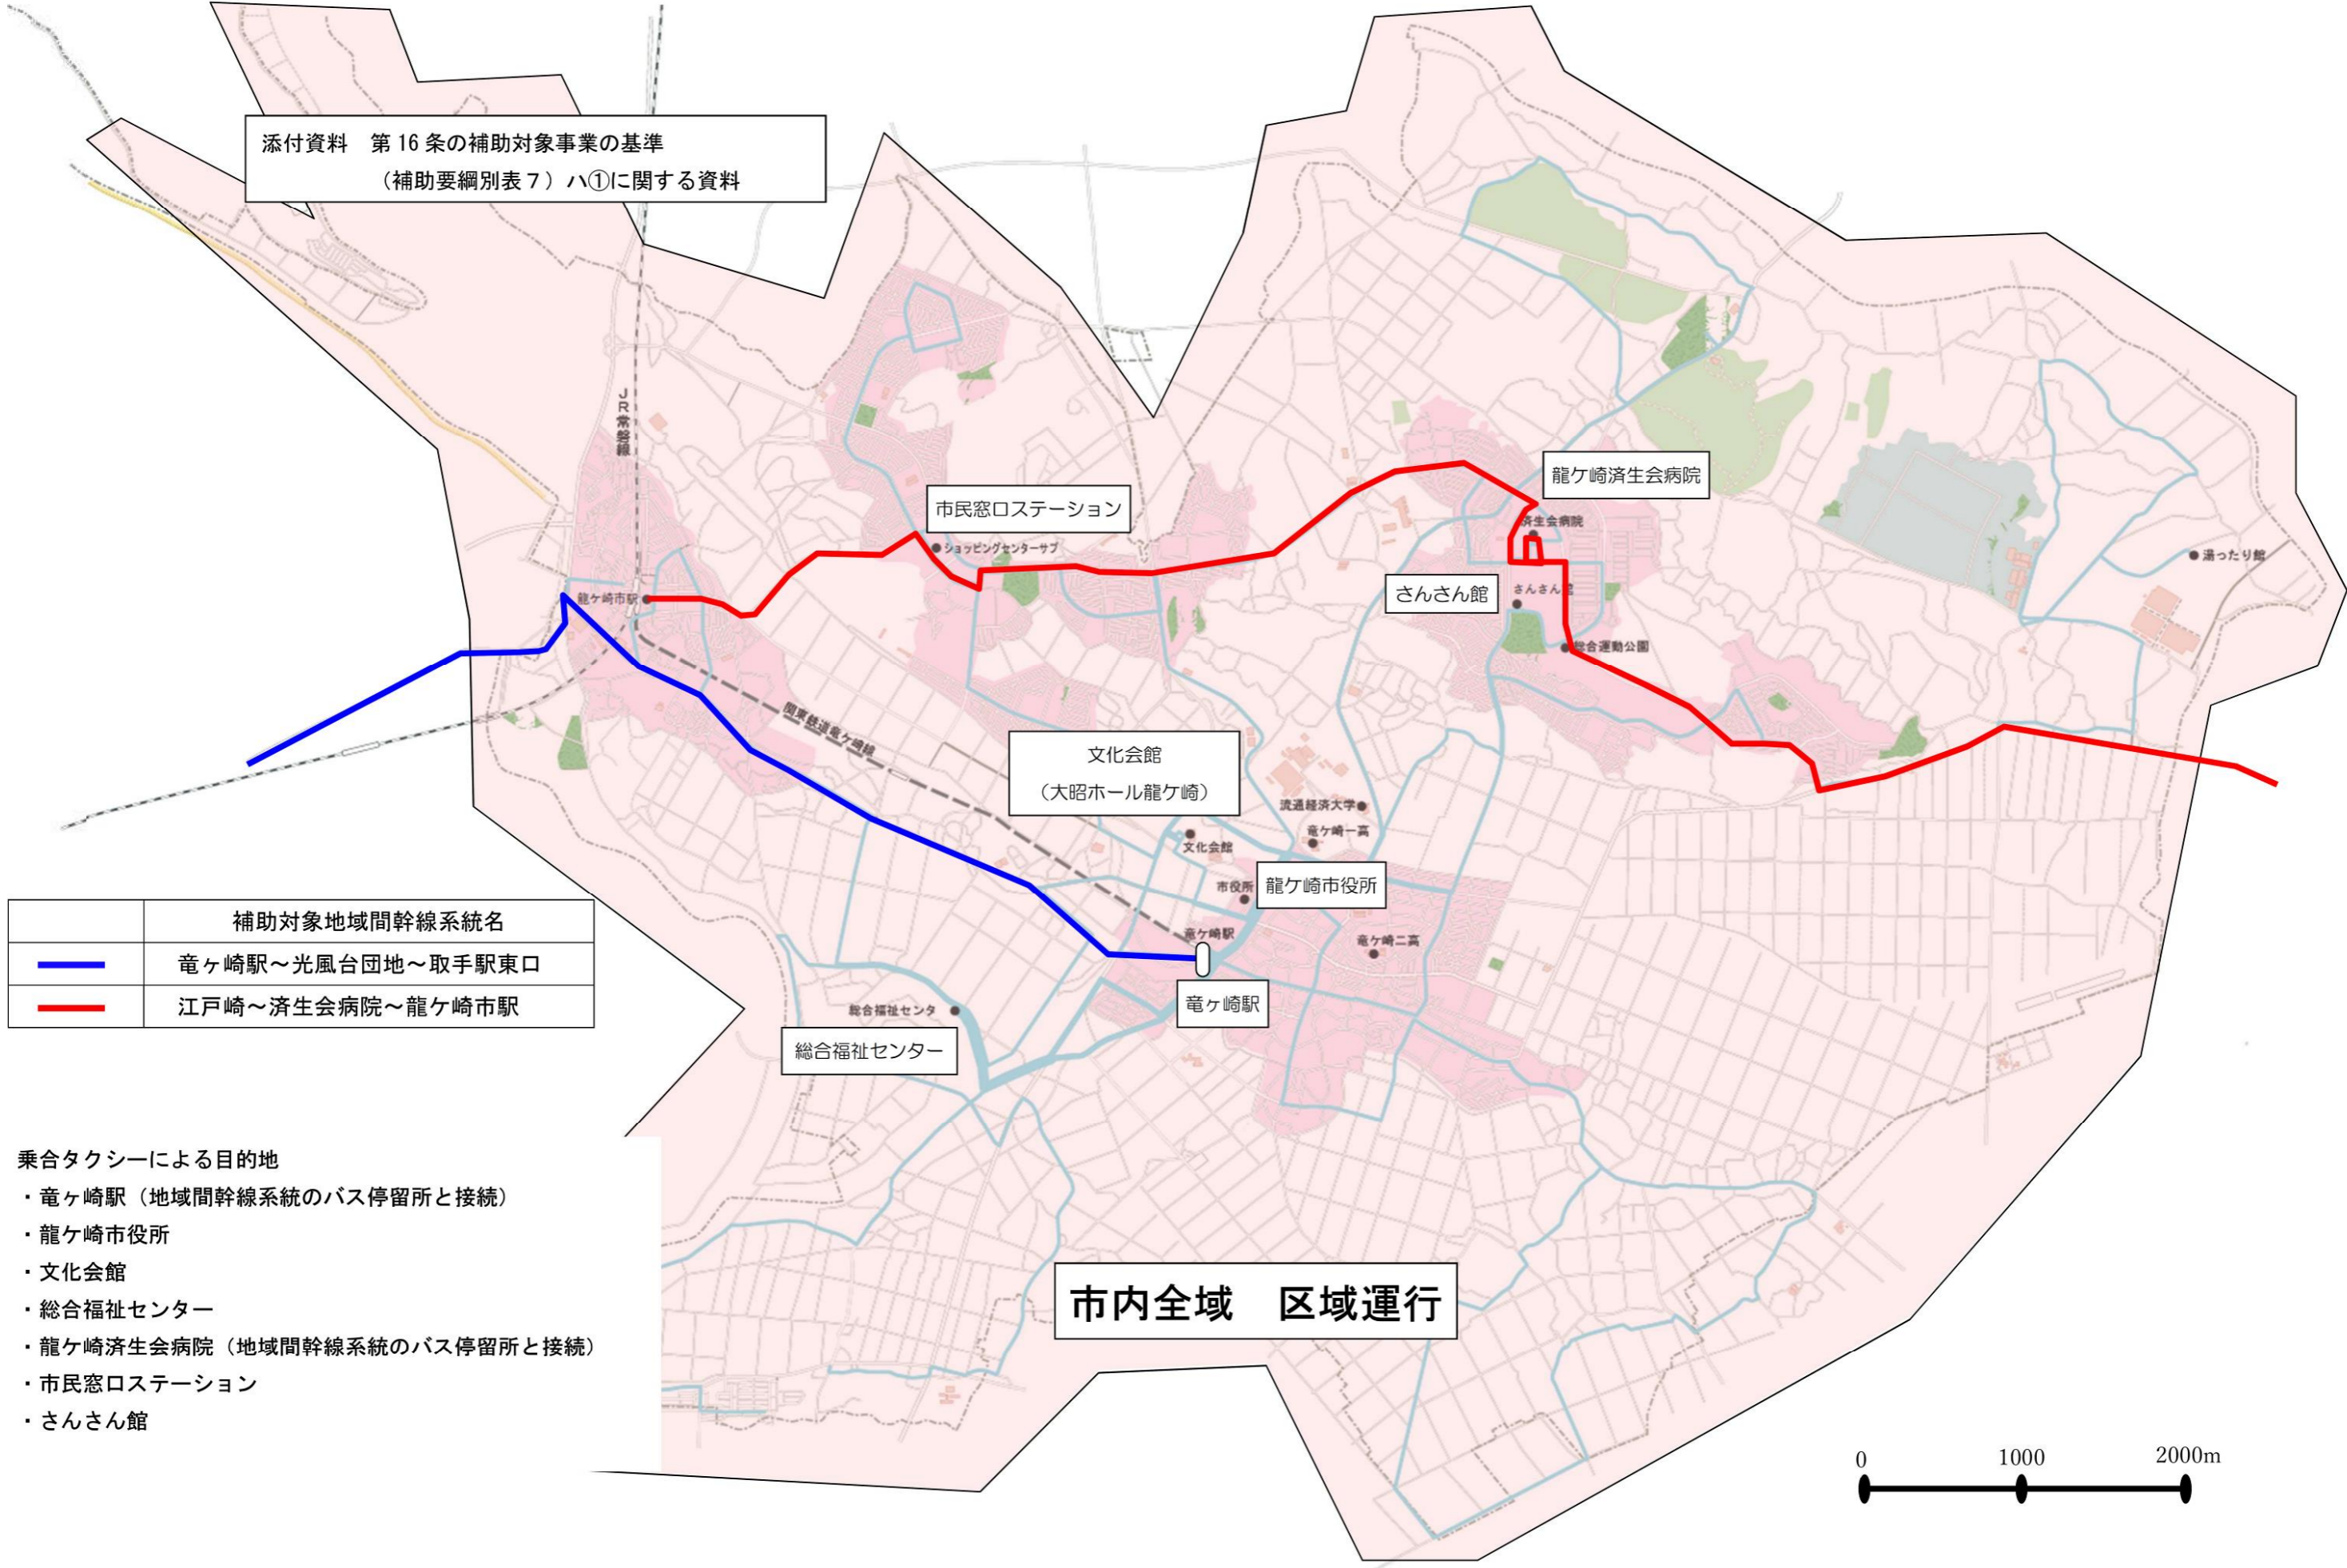 添付資料　第16条の補助対象事業の基準
（補助要綱別表７）ハ①に関する資料
ＪＲ常磐線
龍ケ崎済生会病院
市民窓口ステーション
済生会病院
ショッピングセンターサプラ
湯ったり館
さんさん館
さんさん館
龍ケ崎市駅
総合運動公園
関東鉄道竜ケ崎線
文化会館
（大昭ホール龍ケ崎）
流通経済大学
竜ケ崎一高
文化会館
市役所
龍ケ崎市役所
竜ケ崎駅
竜ケ崎二高
竜ヶ崎駅
総合福祉センタ
総合福祉センター
補助対象地域間幹線系統名
竜ヶ崎駅～光風台団地～取手駅東口
江戸崎～済生会病院～龍ケ崎市駅
乗合タクシーによる目的地
・竜ヶ崎駅（地域間幹線系統のバス停留所と接続）
・龍ケ崎市役所
・文化会館
・総合福祉センター
・龍ケ崎済生会病院（地域間幹線系統のバス停留所と接続）
・市民窓口ステーション
・さんさん館
市内全域　区域運行
0 1000 2000m